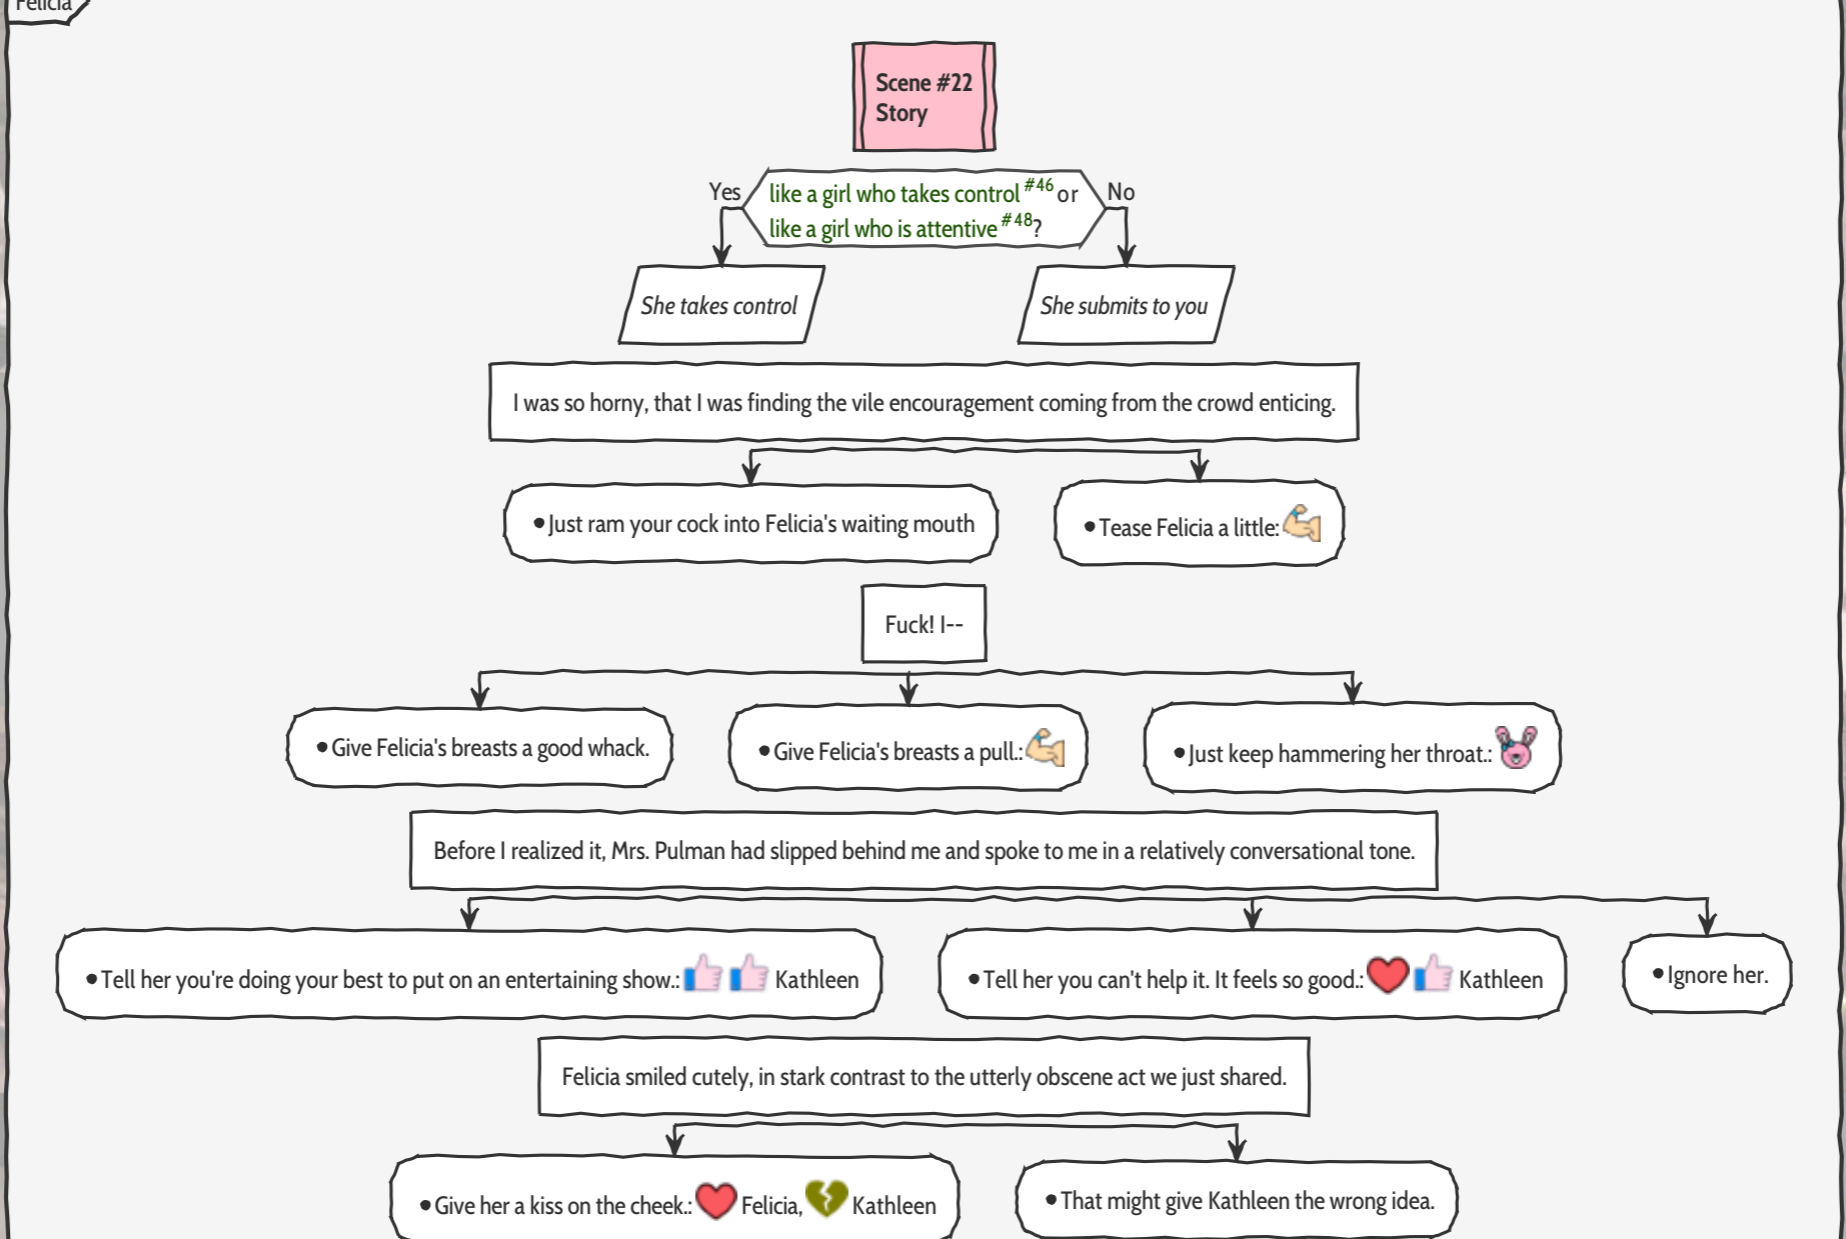 Felicia
Scene #22
Story
Yes
like a girl who takes control #46 or
like a girl who is attentive #48?
No
She takes control
She submits to you
I was so horny, that I was finding the vile encouragement coming from the crowd enticing.
•Just ram your cock into Felicia's waiting mouth
•Tease Felicia a little:
Fuck! I--
•Give Felicia's breasts a good whack.
•Give Felicia's breasts a pull.:
•Just keep hammering her throat.:
Before I realized it, Mrs. Pulman had slipped behind me and spoke to me in a relatively conversational tone.
•Tell her you're doing your best to put on an entertaining show.: Kathleen
•Tell her you can't help it. It feels so good.: Kathleen
•Ignore her.
Felicia smiled cutely, in stark contrast to the utterly obscene act we just shared.
•Give her a kiss on the cheek.: Felicia, Kathleen
•That might give Kathleen the wrong idea.